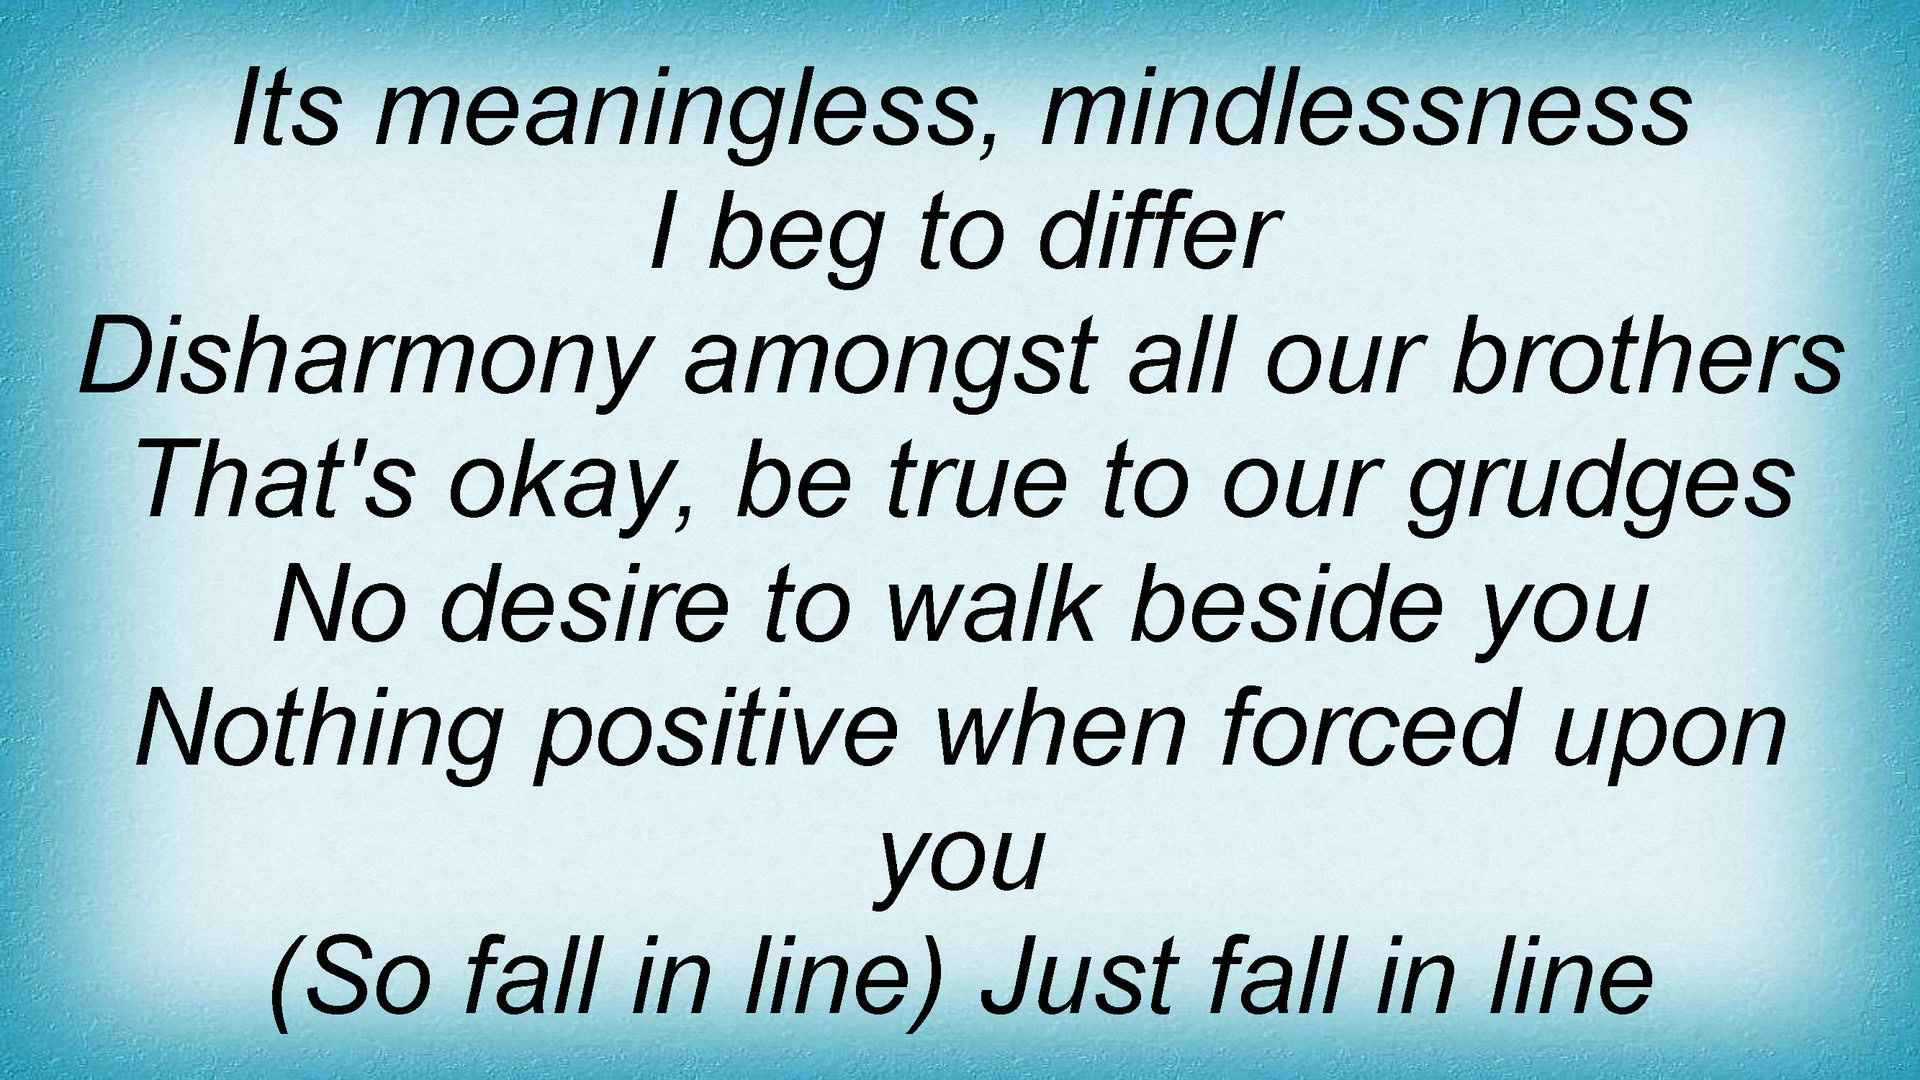 Its meaningless, mindlessness
I beg to differ
Disharmony amongst all our brothers
That's okay, be true to our grudges
No desire to walk beside you
Nothing positive when forced upon
you
(So fall in line) Just fall in line